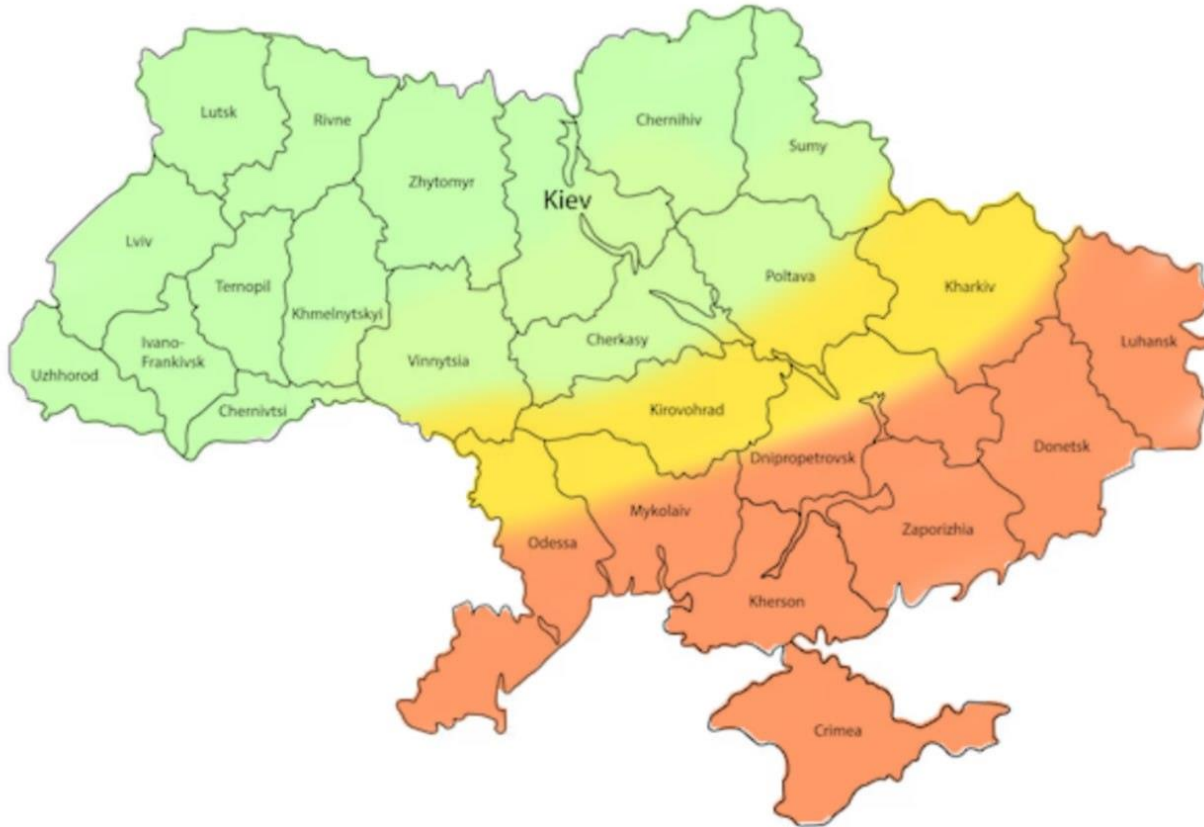 Lutsk
Rivne
Chernihiv
Sumy
Zhytomyr
Kiev
Lviv
Ternopil
Khmelnytskyi
Poltava
Kharkiv
Ivano-
Frankivsk
Uzhhorod
Vinnytsia
Cherkasy
Luhansk
Chernivtsi
Kirovohrad
Donetsk
Dnipropetrovsk
Mykolaiv
Odessa
Zaporizhia
Kherson
Crimea